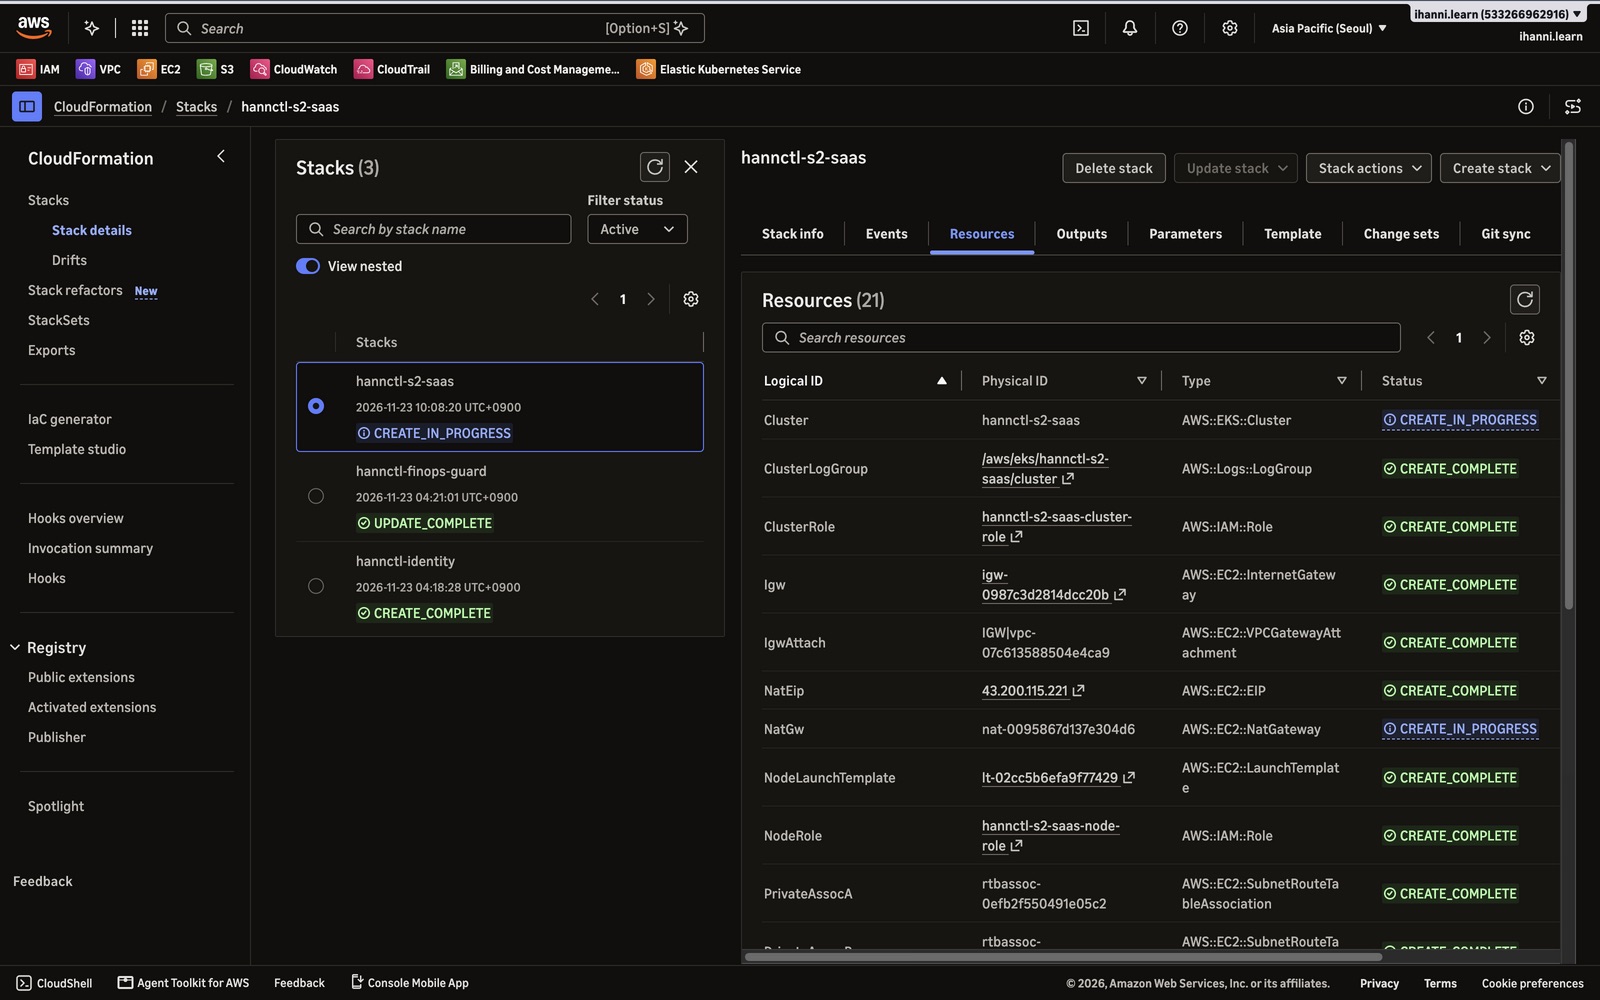 aws
Search
[Option+S]
Asia Pacific (Seoul)
ihanni.learn (533266962916)
ihanni.learn
IAM
VPC
EC2
S3
CloudWatch
CloudTrail
Billing and Cost Manageme...
Elastic Kubernetes Service
CloudFormation / Stacks / hannctl-s2-saas
CloudFormation
Stacks
Stack details
Drifts
Stack refactors New
StackSets
Exports
IaC generator
Template studio
Hooks overview
Invocation summary
Hooks
Registry
Public extensions
Activated extensions
Publisher
Spotlight
Feedback
Stacks (3)
Filter status
Search by stack name
Active
View nested
1
Stacks
hannctl-s2-saas
2026-11-23 10:08:20 UTC+0900
CREATE_IN_PROGRESS
hannctl-finops-guard
2026-11-23 04:21:01 UTC+0900
UPDATE_COMPLETE
hannctl-identity
2026-11-23 04:18:28 UTC+0900
CREATE_COMPLETE
hannctl-s2-saas
Delete stack
Update stack
Stack actions
Create stack
Stack info
Events
Resources
Outputs
Parameters
Template
Change sets
Git sync
Resources (21)
Search resources
1
Logical ID
Physical ID
Type
Status
Cluster
hannctl-s2-saas
AWS::EKS::Cluster
CREATE_IN_PROGRESS
ClusterLogGroup
/aws/eks/hannctl-s2-
saas/cluster
AWS::Logs::LogGroup
CREATE_COMPLETE
ClusterRole
hannctl-s2-saas-cluster-
role
AWS::IAM::Role
CREATE_COMPLETE
Igw
igw-
0987c3d2814dcc20b
AWS::EC2::InternetGatew
ay
CREATE_COMPLETE
IgwAttach
IGW|vpc-
07c613588504e4ca9
AWS::EC2::VPCGatewayAtt
achment
CREATE_COMPLETE
NatEip
43.200.115.221
AWS::EC2::EIP
CREATE_COMPLETE
NatGw
nat-0095867d137e304d6
AWS::EC2::NatGateway
CREATE_IN_PROGRESS
NodeLaunchTemplate
lt-02cc5b6efa9f77429
AWS::EC2::LaunchTemplat
e
CREATE_COMPLETE
NodeRole
hannctl-s2-saas-node-
role
AWS::IAM::Role
CREATE_COMPLETE
PrivateAssocA
rtbassoc-
0efb2f550491e05c2
AWS::EC2::SubnetRouteTa
bleAssociation
CREATE_COMPLETE
rtbassoc-
AWS::EC2::SubnetRouteTa
CREATE_COMPLETE
CloudShell
Agent Toolkit for AWS
Feedback
Console Mobile App
© 2026, Amazon Web Services, Inc. or its affiliates.
Privacy
Terms
Cookie preferences